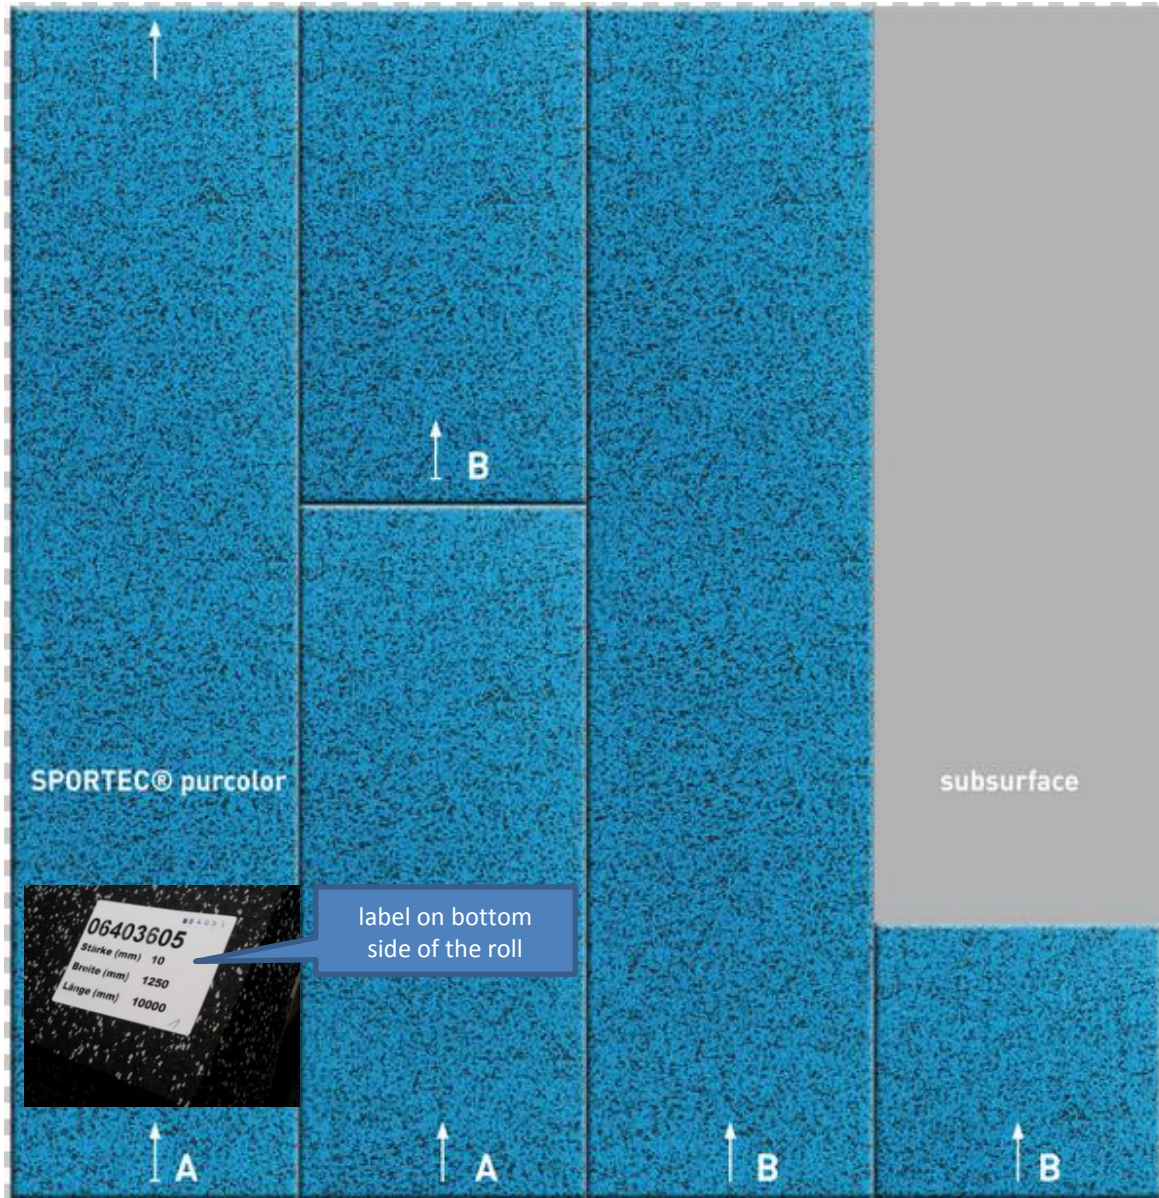 B
SPORTEC® purcolor
subsurface
06403605
Stärke (mm) 10
Breite (mm) 1250
Länge (mm) 10000
label on bottom
side of the roll
A
A
B
B